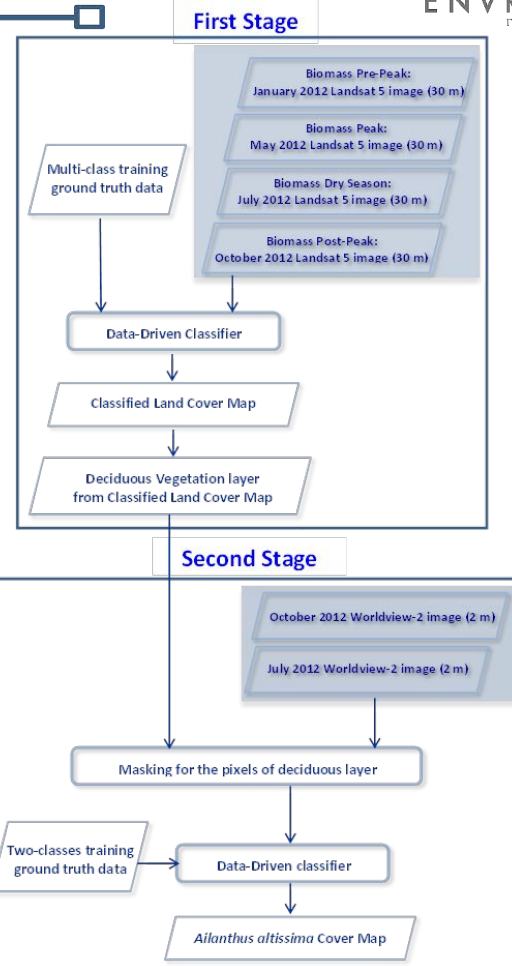 First Stage
Biomass Pre-Peak:
January 2012 Landsat 5 image (30 m)
Biomass Peak:
May 2012 Landsat 5 image (30 m)
Multi-class training
ground truth data
Biomass Dry Season:
July 2012 Landsat 5 image (30 m)
Biomass Post-Peak:
October 2012 Landsat 5 image (30 m)
Data-Driven Classifier
Classified Land Cover Map
Deciduous Vegetation layer
from Classified Land Cover Map
Second Stage
October 2012 Worldview-2 image (2 m)
July 2012 Worldview-2 image (2 m)
Masking for the pixels of deciduous layer
Two-classes training
ground truth data
Data-Driven classifier
Ailanthus altissima Cover Map